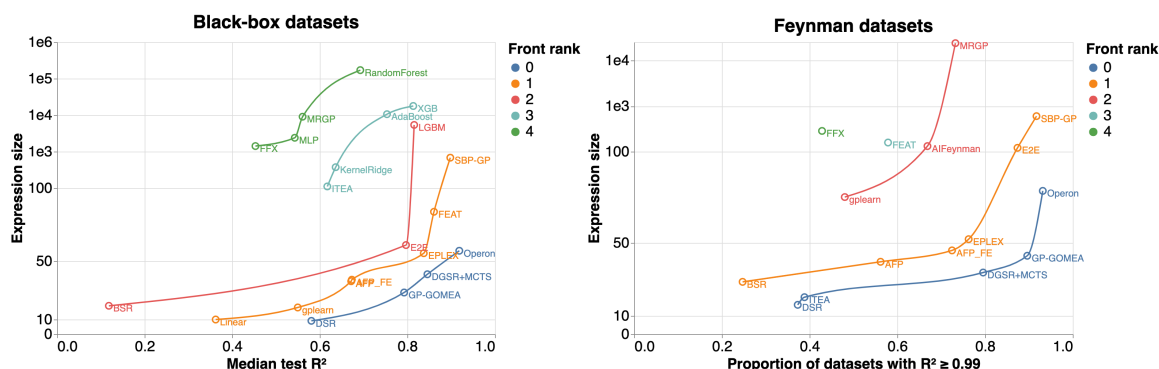 Black-box datasets
1e6
1e5
1e4
1e3
100
50
10
0
Expression size
0.0
0.2
0.4
0.6
0.8
1.0
Median test R²
RandomForest
MRGP
MLP
FFX
XGB
AdaBoost
LGBM
KernelRidge
ITEA
SBP-GP
FEAT
E2E
EPLEX
Operon
AFP_FE
AFP
DGSR+MCTS
GP-GOMEA
BSR
gplearn
Linear
DSR
Front rank
0
1
2
3
4
Feynman datasets
1e4
1e3
100
50
10
0
Expression size
0.0
0.2
0.4
0.6
0.8
1.0
Proportion of datasets with R² ≥ 0.99
MRGP
SBP-GP
FFX
FEAT
AIFeynman
E2E
gplearn
Operon
EPLEX
AFP_FE
GP-GOMEA
AFP
DGSR+MCTS
BSR
ITEA
DSR
Front rank
0
1
2
3
4